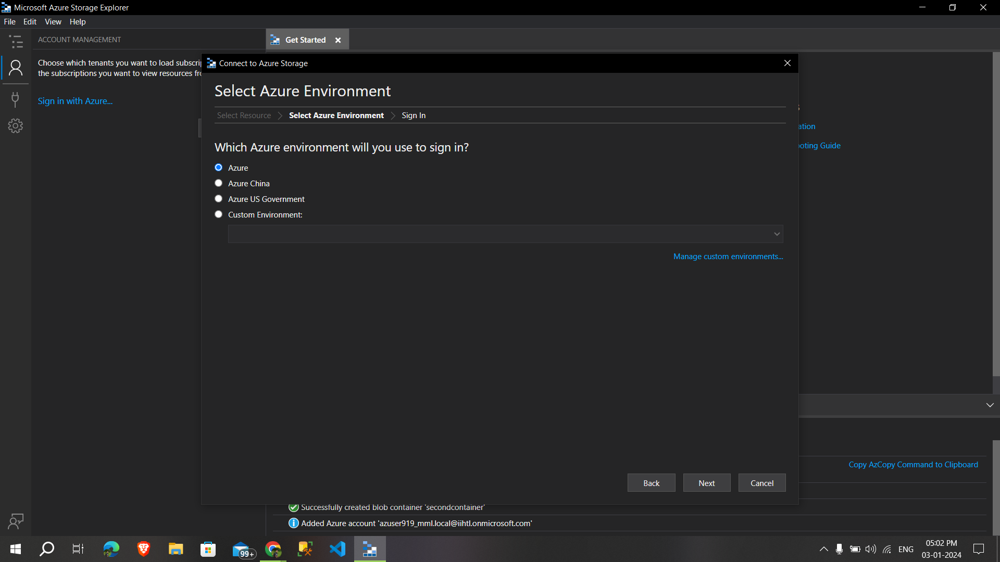 Microsoft Azure Storage Explorer
File Edit View Help
ACCOUNT MANAGEMENT
Get Started
Choose which tenants you want to load
the subscriptions you want to view resources
Sign in with Azure...
Connect to Azure Storage
Select Azure Environment
Select Resource Select Azure Environment Sign In
Which Azure environment will you use to sign in?
Azure
Azure China
Azure US Government
Custom Environment:
Manage custom environments...
Guide
Back Next Cancel
Copy AzCopy Command to Clipboard
Successfully created blob container 'secondcontainer'
Added Azure account 'azuser919_mml.local@iihtl.onmicrosoft.com'
99+
ENG
05:02 PM
03-01-2024